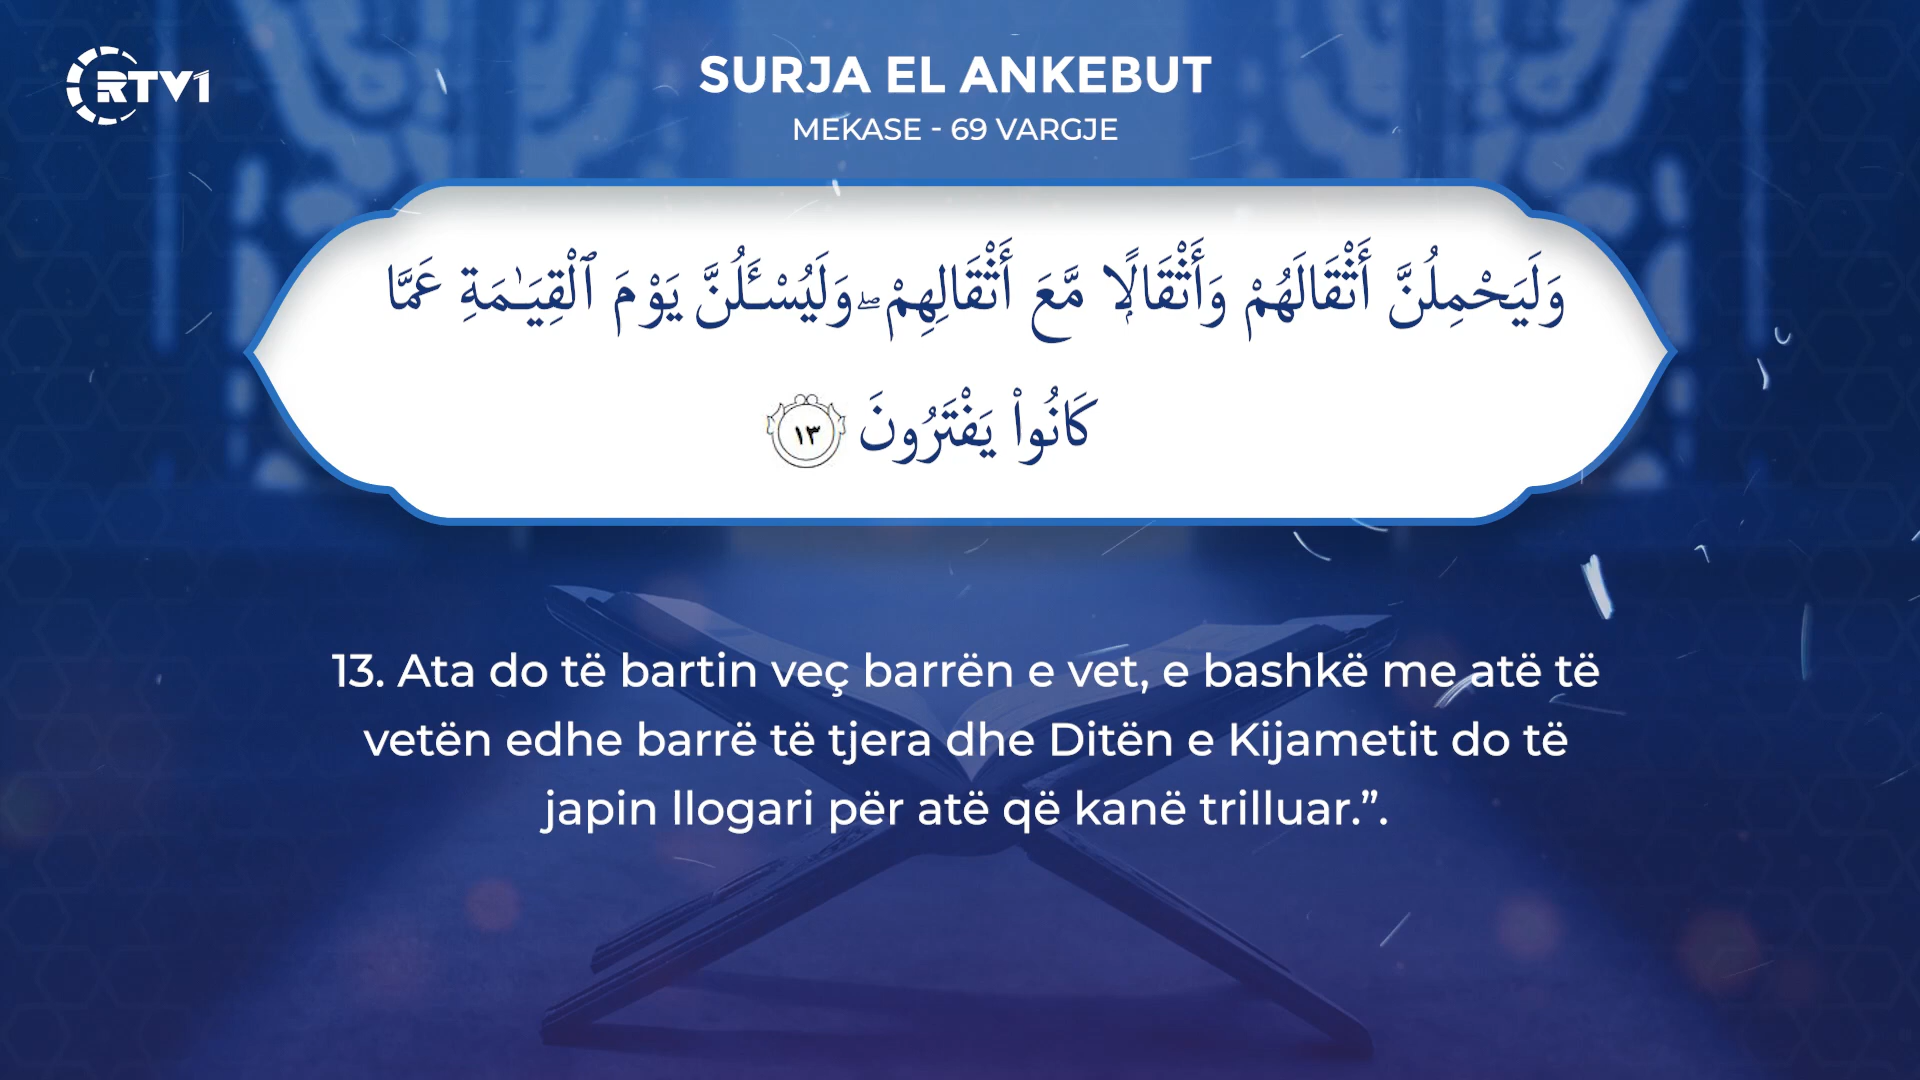 RTV1
SURJA EL ANKEBUT
MEKASE - 69 VARGJE
وَلَيَحْمِلُنَّ أَثْقَالَهُمْ وَأَثْقَالًا مَّعَ أَثْقَالِهِمْ ۖ وَلَيُسْـَٔلُنَّ يَوْمَ ٱلْقِيَـٰمَةِ عَمَّا
كَانُوا۟ يَفْتَرُونَ ١٣
13. Ata do të bartin veç barrën e vet, e bashkë me atë të
vetën edhe barrë të tjera dhe Ditën e Kijametit do të
japin llogari për atë që kanë trilluar.”.